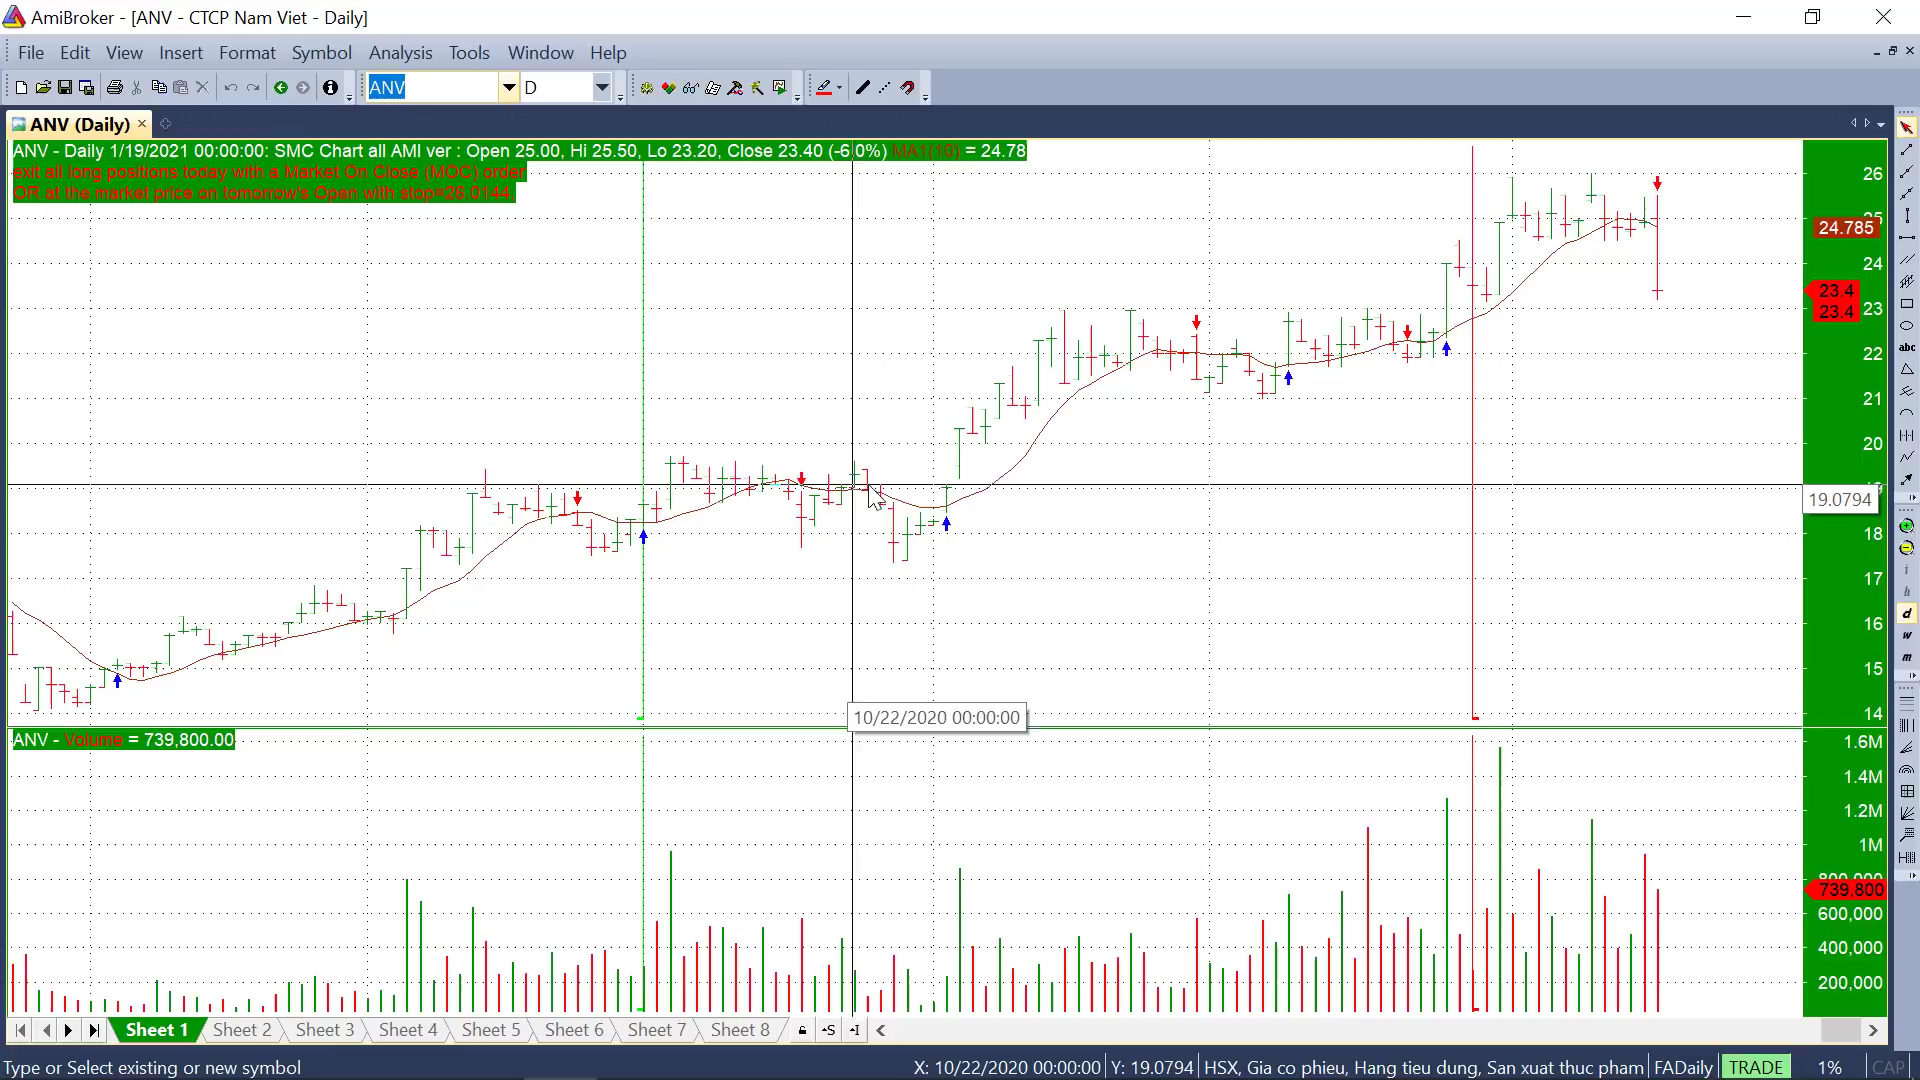 AmiBroker - [ANV - CTCP Nam Viet - Daily]
File Edit View Insert Format Symbol Analysis Tools Window Help
ANV D
ANV (Daily)
ANV - Daily 1/19/2021 00:00:00: SMC Chart all AMI ver : Open 25.00, Hi 25.50, Lo 23.20, Close 23.40 (-6.0%) MA1(10) = 24.78
exit all long positions today with a Market On Close (MOC) order
OR at the market price on tomorrow's Open with stop=26.0144.
26
24.785
24
23.4
23
23.4
22
21
20
19.0794
18
17
16
15
14
10/22/2020 00:00:00
ANV - Volume = 739,800.00
1.6M
1.4M
1.2M
1M
800,000
739,800
600,000
400,000
200,000
abc
i
h
d
w
m
Sheet 1 Sheet 2 Sheet 3 Sheet 4 Sheet 5 Sheet 6 Sheet 7 Sheet 8 S I
Type or Select existing or new symbol X: 10/22/2020 00:00:00 Y: 19.0794 HSX, Gia co phieu, Hang tieu dung, San xuat thuc pham FADaily TRADE 1% CAP